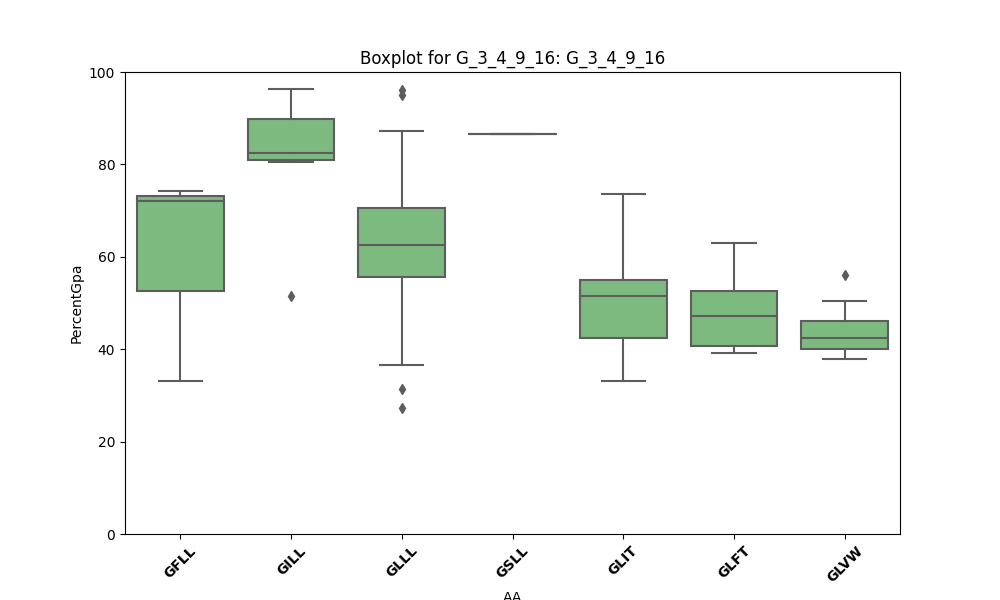 Boxplot for G_3_4_9_16: G_3_4_9_16
PercentGpa
100
80
60
40
20
0
GFLL
GILL
GLLL
GSLL
GLIT
GLFT
GLVW
AA